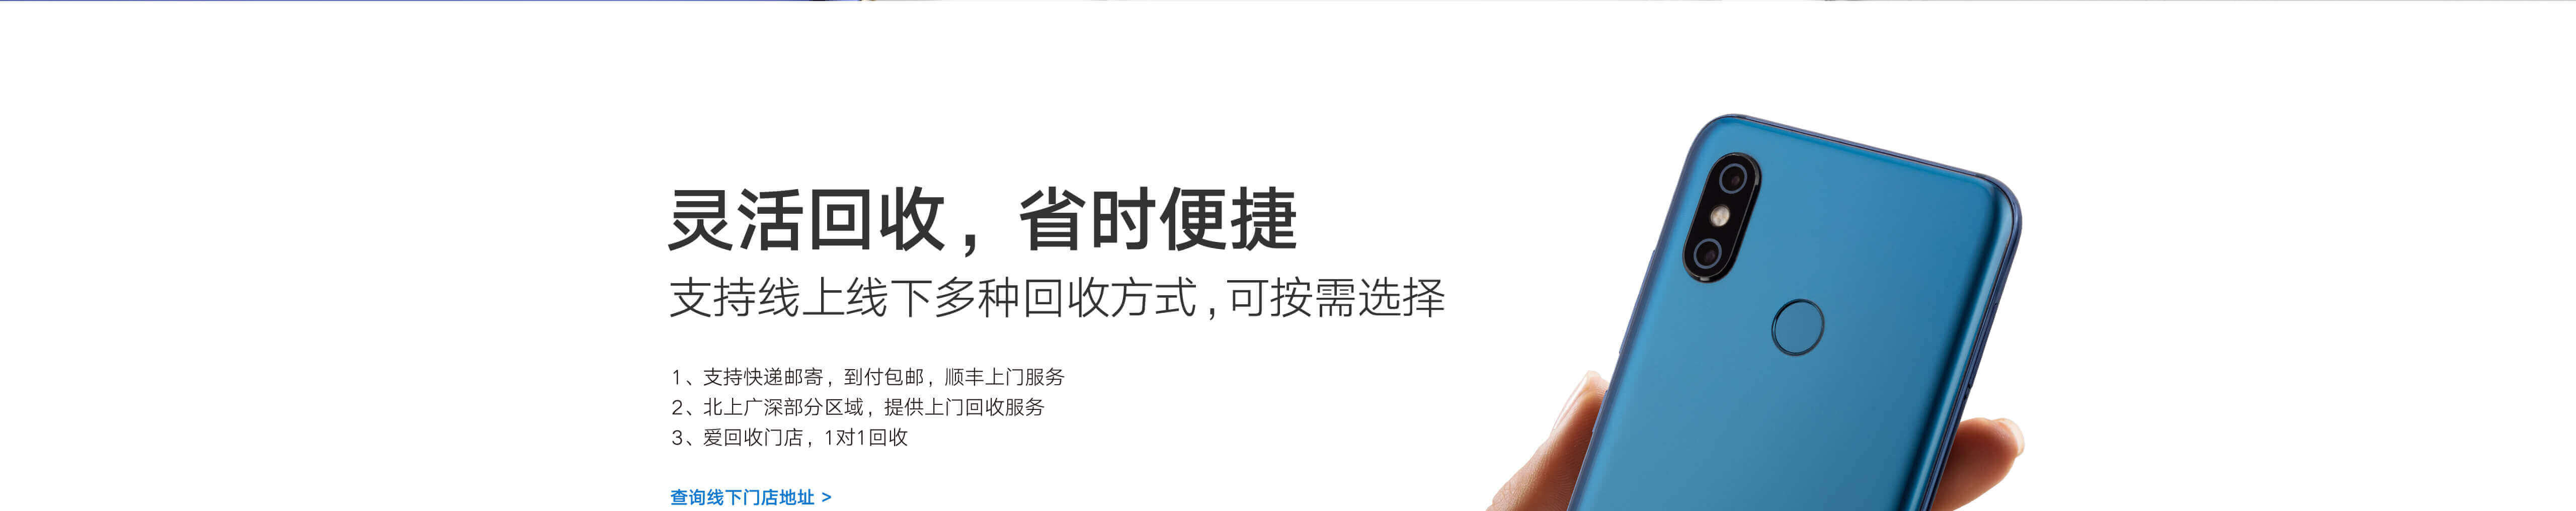 灵活回收，省时便捷
支持线上线下多种回收方式,可按需选择
1、支持快递邮寄，到付包邮，顺丰上门服务
2、北上广深部分区域，提供上门回收服务
3、爱回收门店，1对1回收
查询线下门店地址 >